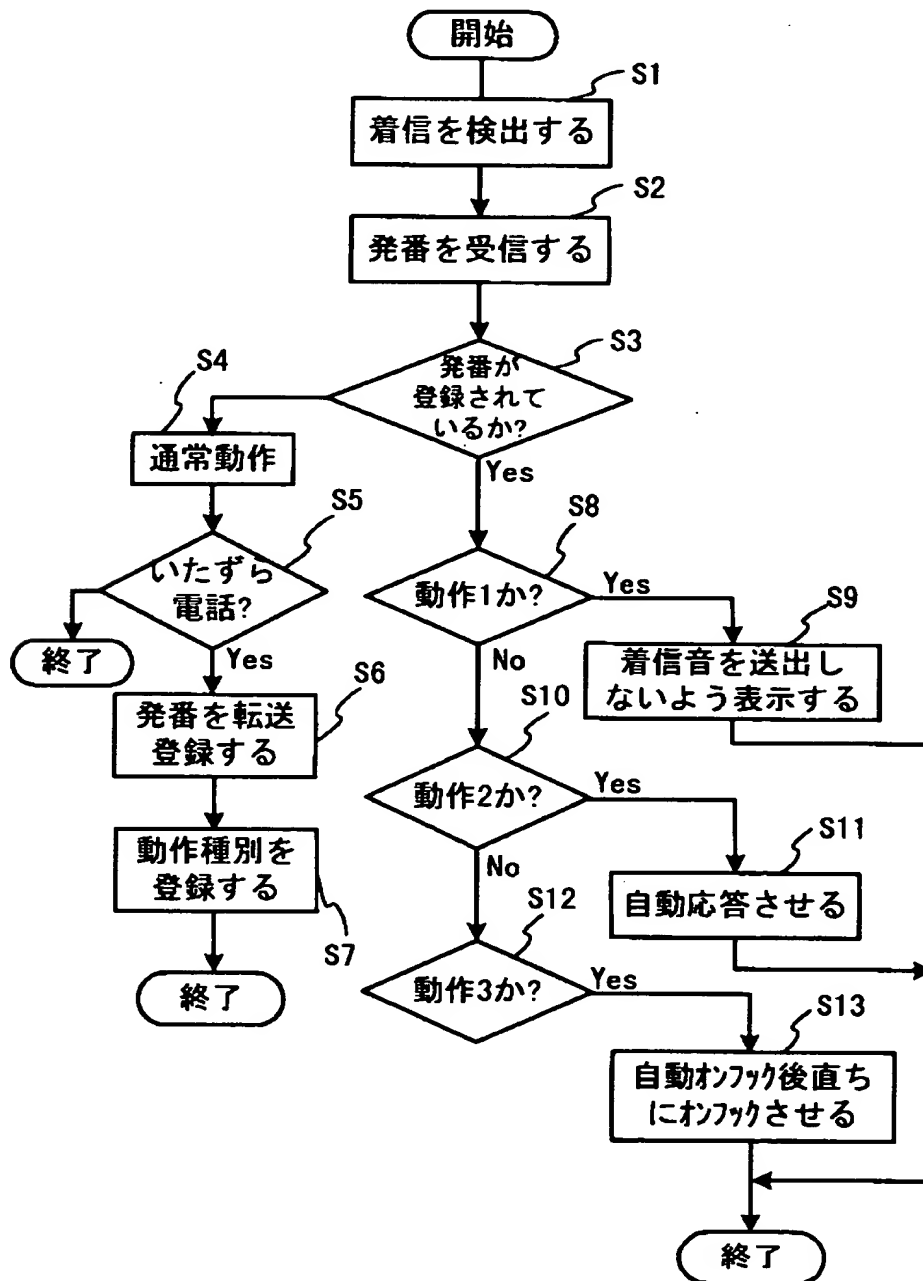 開始
S1
着信を検出する
S2
発番を受信する
S3
発番が
登録されて
いるか?
S4
通常動作
Yes
S5
いたずら
電話?
S8
動作1か?
Yes
S9
着信音を送出し
ないよう表示する
終了
Yes
S6
発番を転送
登録する
No
S10
動作2か?
Yes
S11
自動応答させる
動作種別を
登録する
S7
No
S12
動作3か?
Yes
S13
自動オンフック後直ち
にオンフックさせる
終了
終了